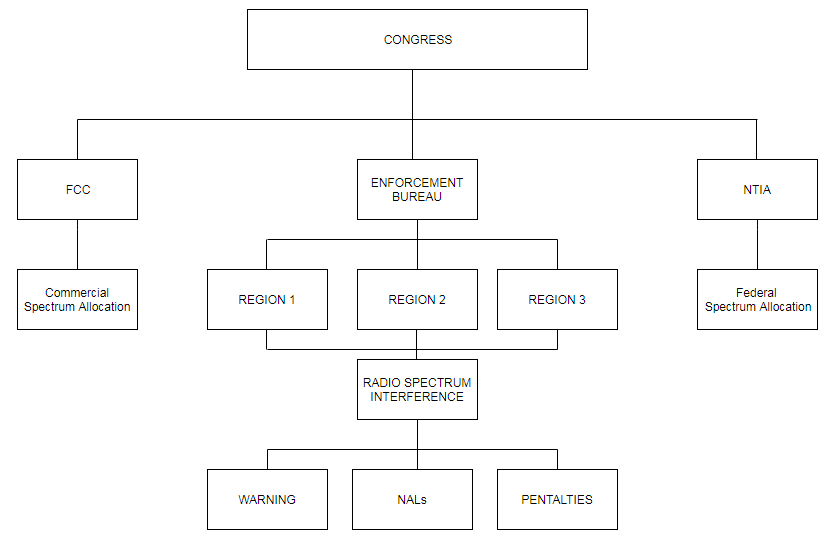 CONGRESS
FCC
ENFORCEMENT
BUREAU
NTIA
Commercial
Spectrum Allocation
REGION 1
REGION 2
REGION 3
Federal
Spectrum Allocation
RADIO SPECTRUM
INTERFERENCE
WARNING
NALs
PENTALTIES